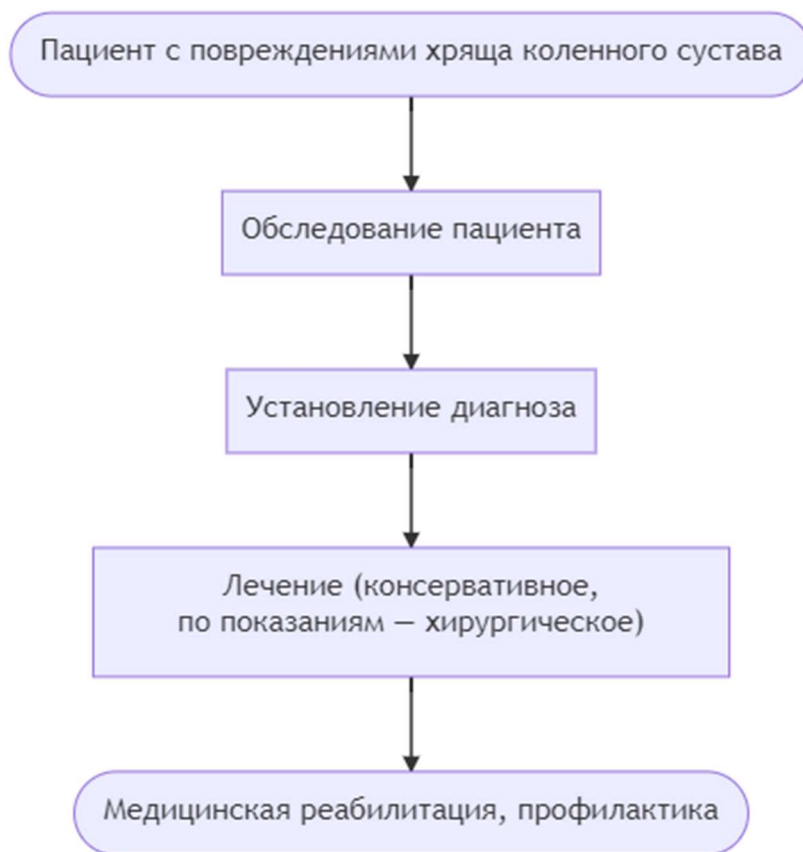 Пациент с повреждениями хряща коленного сустава
Обследование пациента
Установление диагноза
Лечение (консервативное,
по показаниям – хирургическое)
Медицинская реабилитация, профилактика